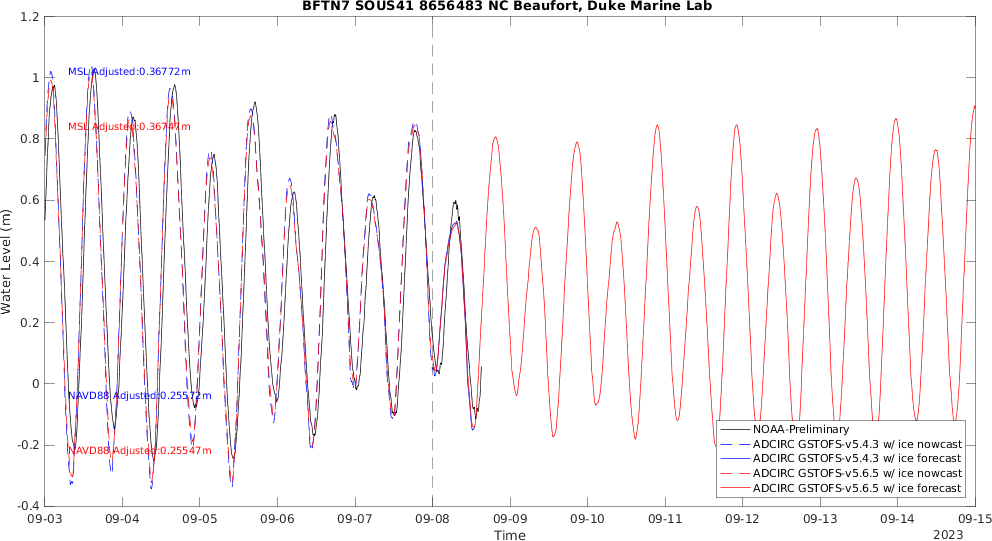 BFTN7 SOUS41 8656483 NC Beaufort, Duke Marine Lab
1.2
1
0.8
0.6
0.4
0.2
0
-0.2
-0.4
Water Level (m)
MSL Adjusted:0.36772m
MSL Adjusted:0.36747m
NAVD88 Adjusted:0.25572m
NAVD88 Adjusted:0.25547m
NOAA-Preliminary
ADCIRC GSTOFS-v5.4.3 w/ ice nowcast
ADCIRC GSTOFS-v5.4.3 w/ ice forecast
ADCIRC GSTOFS-v5.6.5 w/ ice nowcast
ADCIRC GSTOFS-v5.6.5 w/ ice forecast
09-03 09-04 09-05 09-06 09-07 09-08 09-09 09-10 09-11 09-12 09-13 09-14 09-15
Time
2023